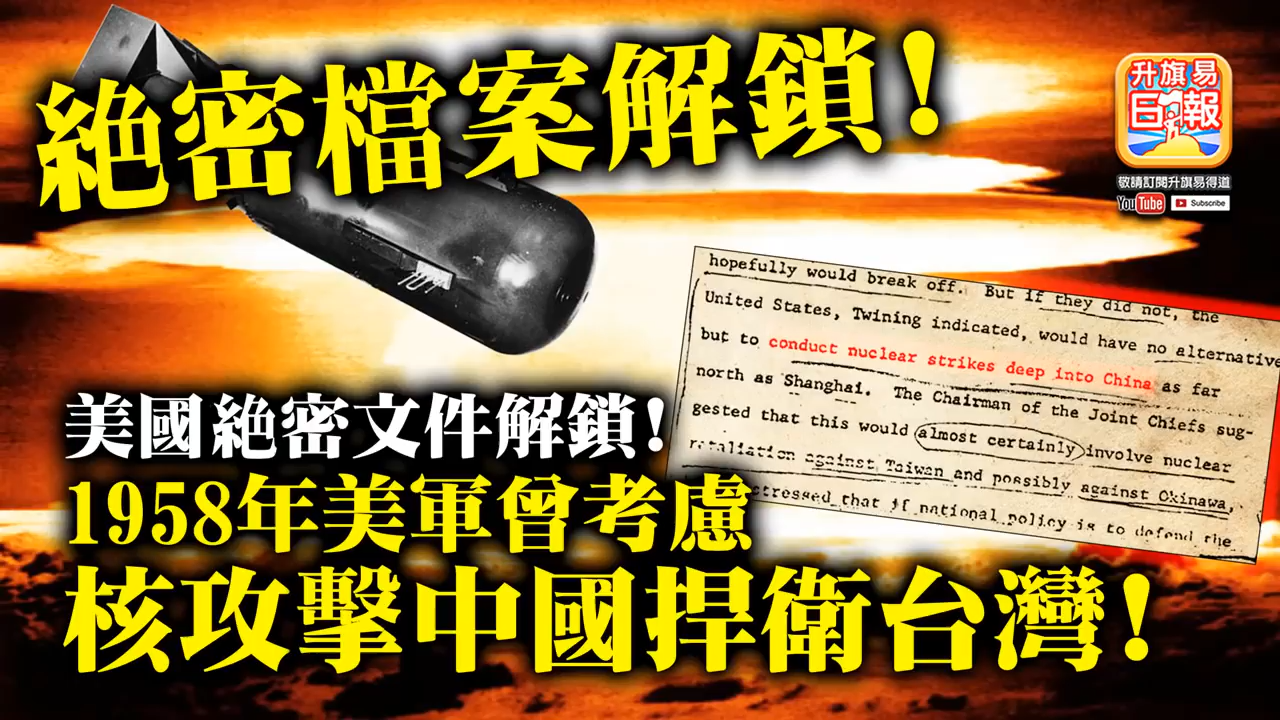 絕密檔案解鎖!
升旗易
日報
敬請訂閱升旗易得道
YouTube Subscribe
hopefully would break off. But if they did not, the
United States, Twining indicated, would have no alternative
but to conduct nuclear strikes deep into China as far
north as Shanghai. The Chairman of the Joint Chiefs sug-
gested that this would almost certainly involve nuclear
retaliation against Taiwan and possibly against Okinawa,
stressed that if national policy is to defend the
美國絕密文件解鎖!
1958年美軍曾考慮
核攻擊中國捍衛台灣!